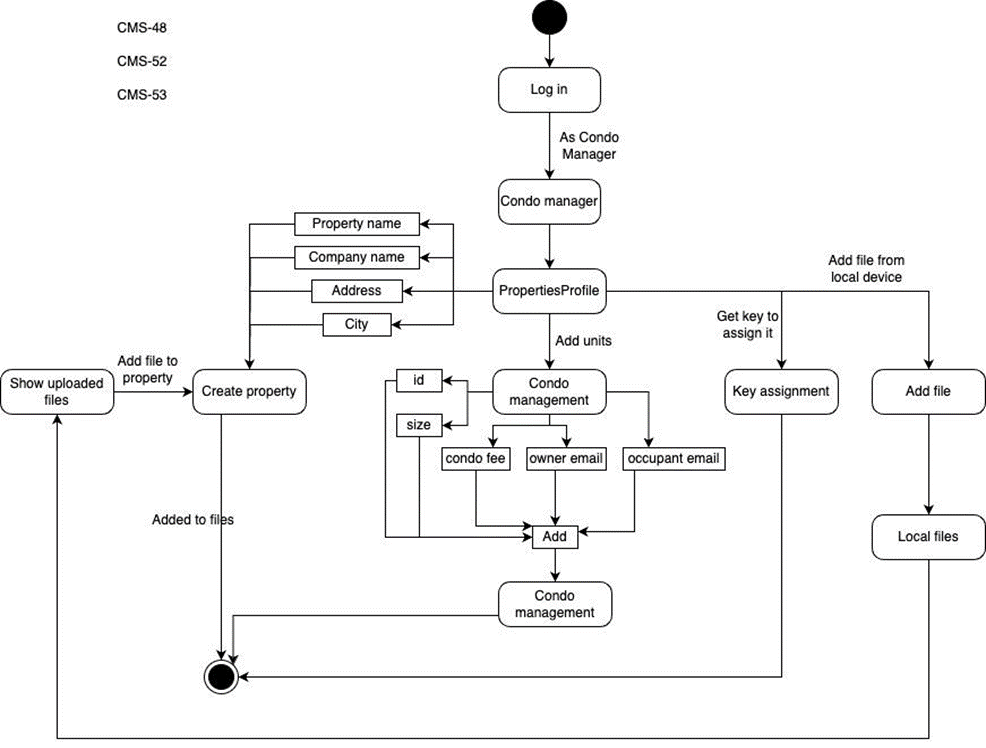 CMS-48
CMS-52
CMS-53
Log in
As Condo
Manager
Condo manager
Property name
Company name
Address
City
PropertiesProfile
Add file from
local device
Get key to
assign it
Add units
Add file to
property
Show uploaded
files
Create property
id
size
Condo
management
Key assignment
Add file
condo fee
owner email
occupant email
Added to files
Add
Local files
Condo
management